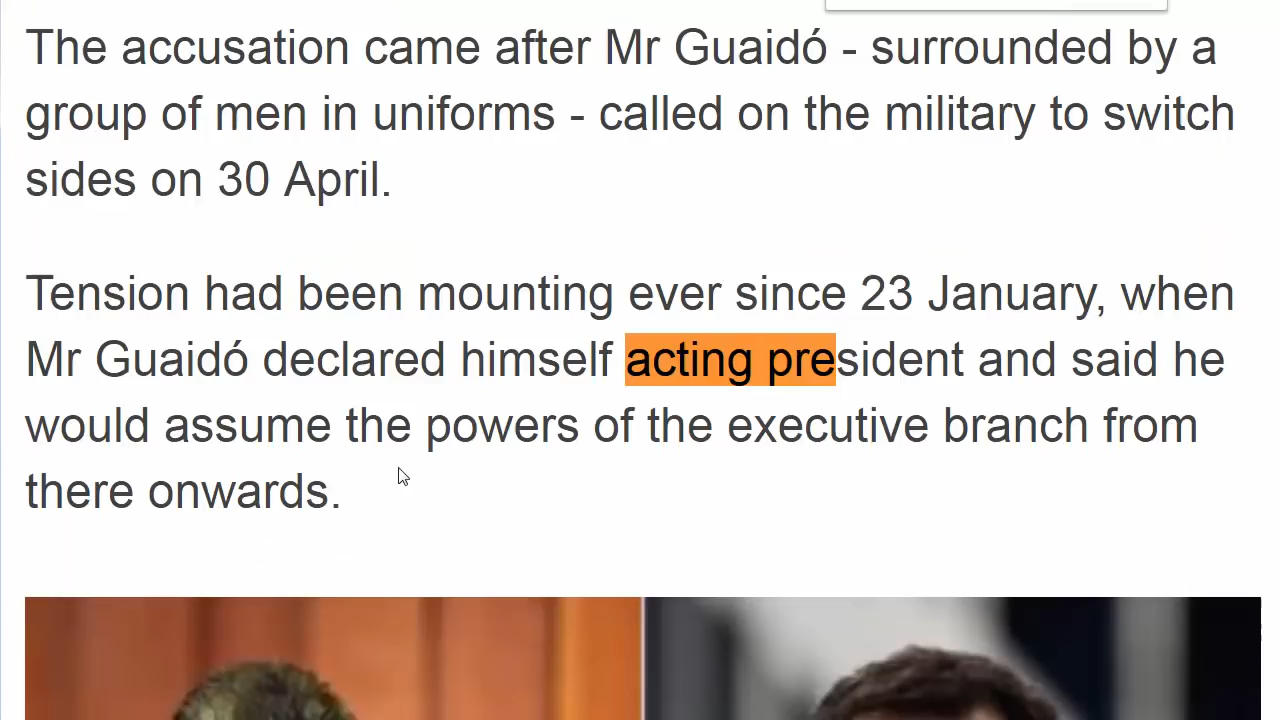 The accusation came after Mr Guaidó - surrounded by a
group of men in uniforms - called on the military to switch
sides on 30 April.
Tension had been mounting ever since 23 January, when
Mr Guaidó declared himself acting president and said he
would assume the powers of the executive branch from
there onwards.